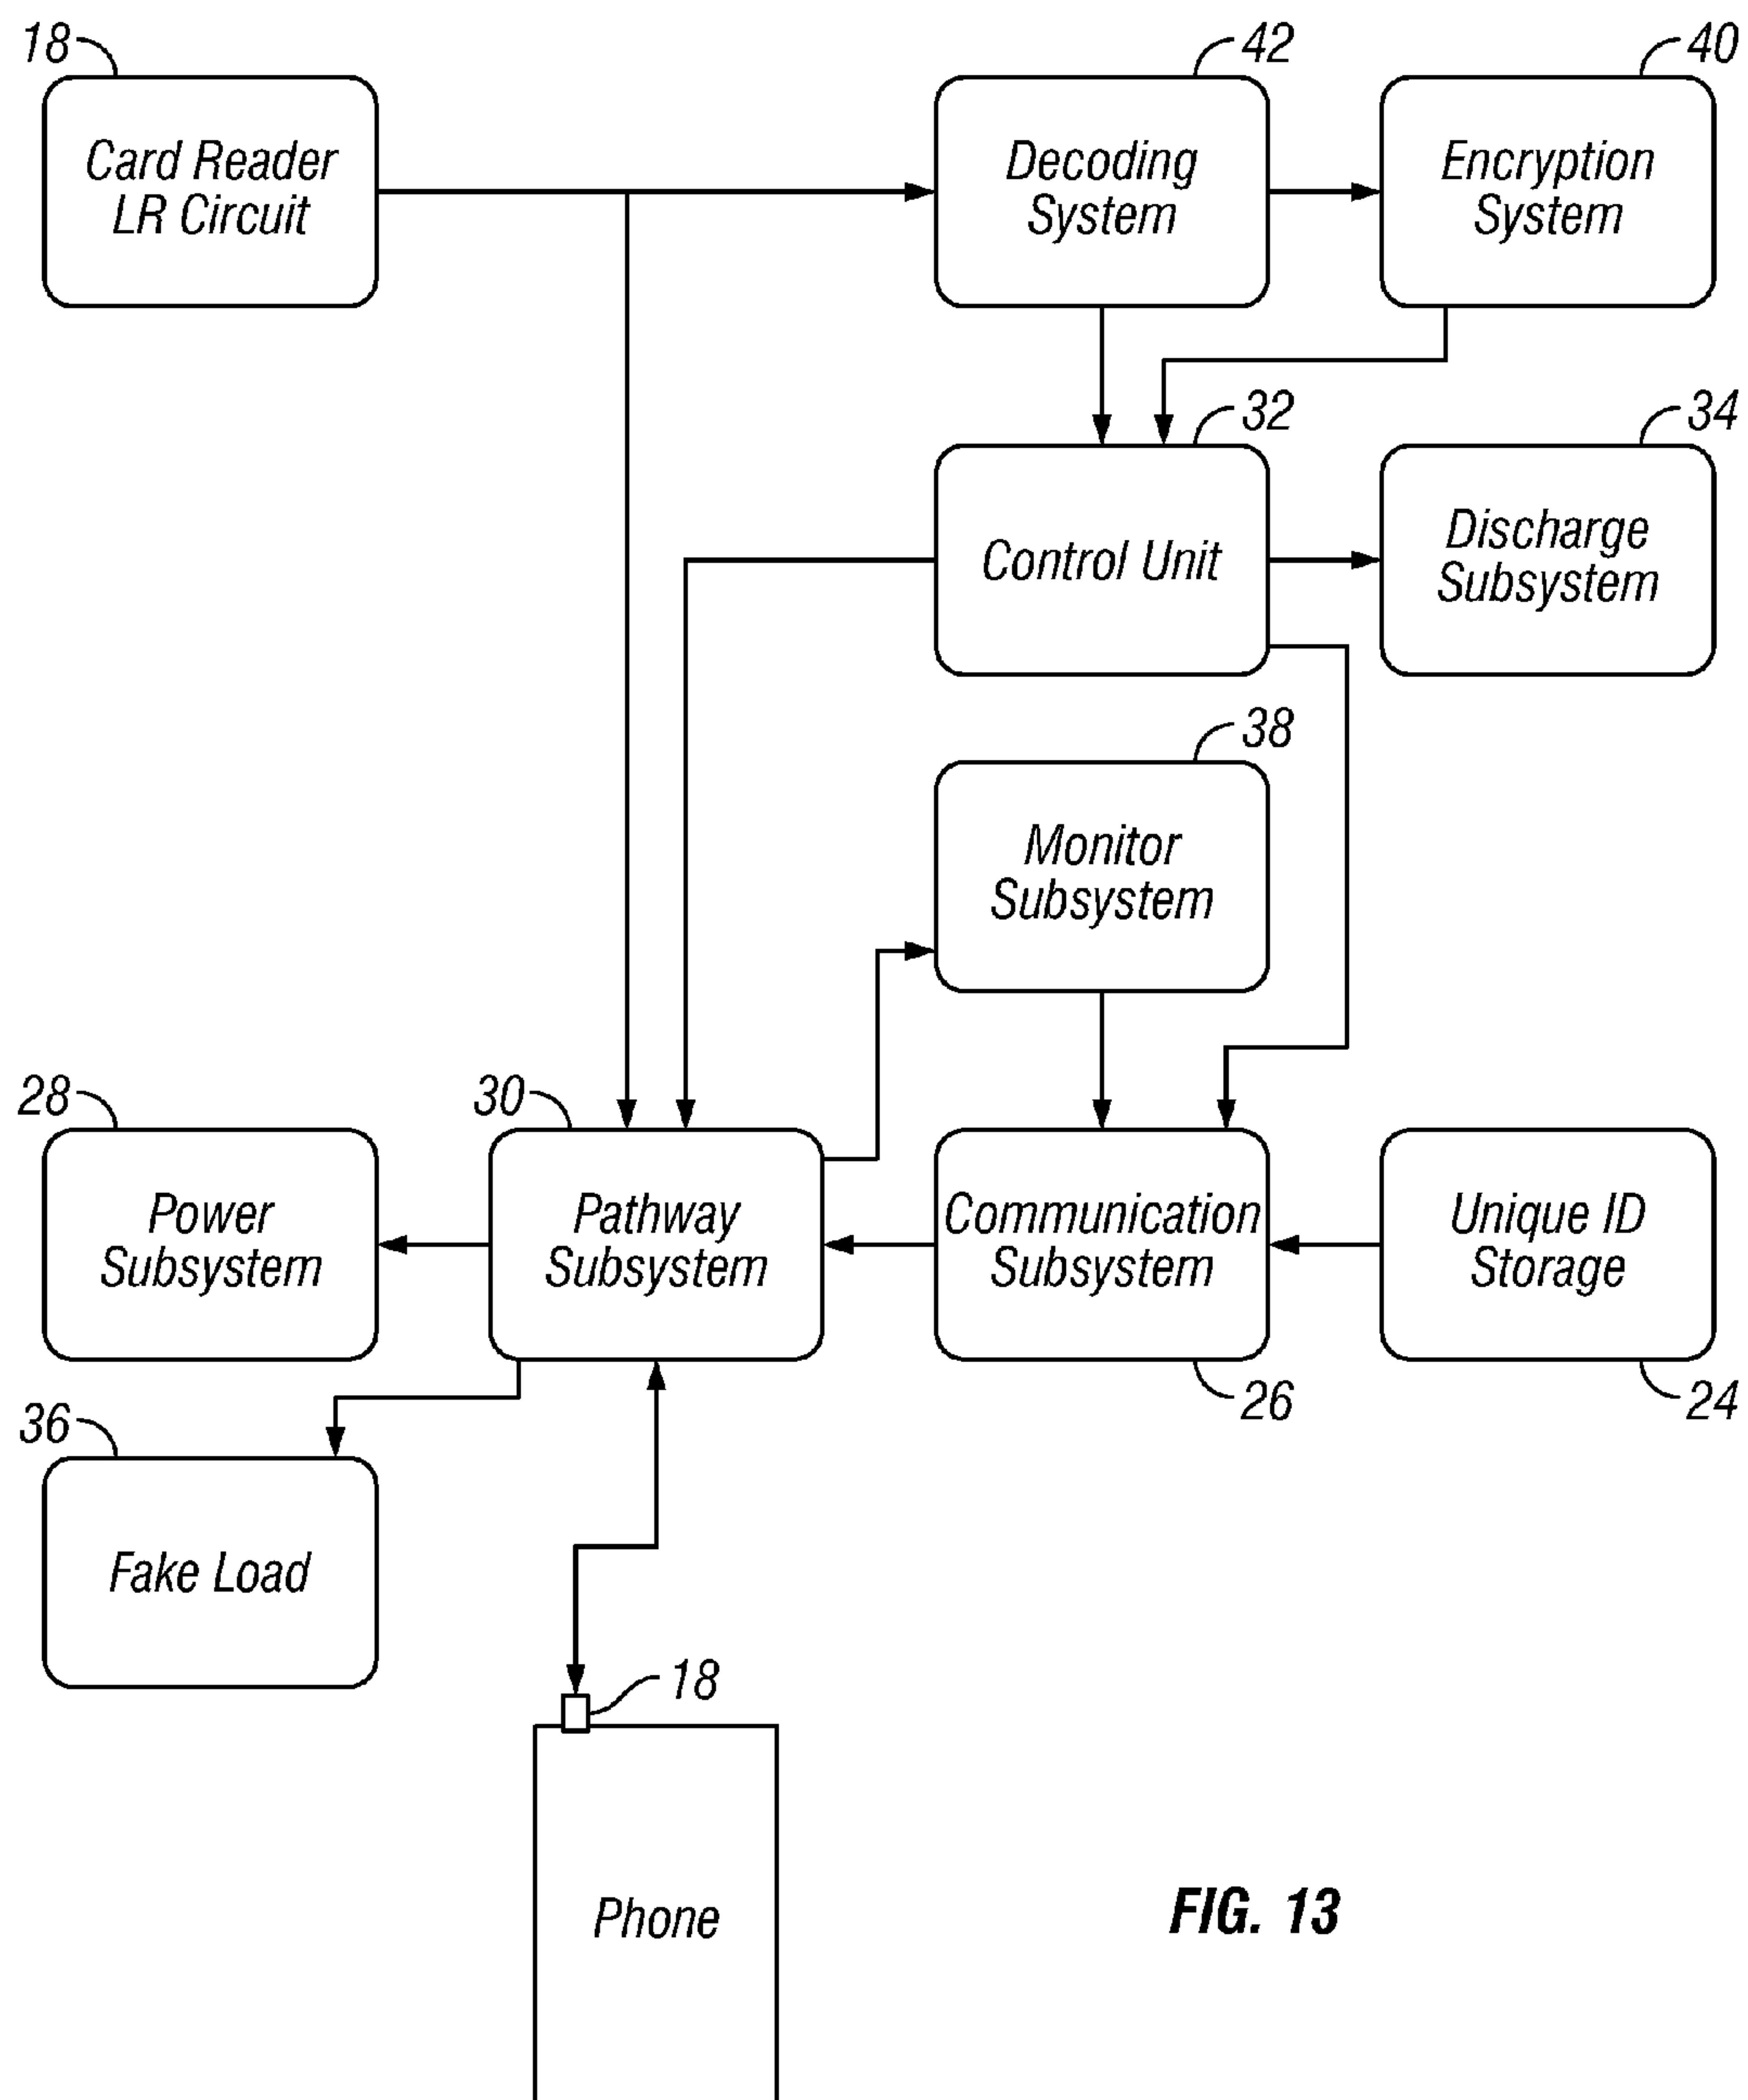 18
42
40
Card Reader
LR Circuit
Decoding
System
Encryption
System
32
34
Control Unit
Discharge
Subsystem
38
Monitor
Subsystem
28
30
Power
Subsystem
Pathway
Subsystem
Communication
Subsystem
Unique ID
Storage
36
26
24
Fake Load
18
Phone
FIG. 13